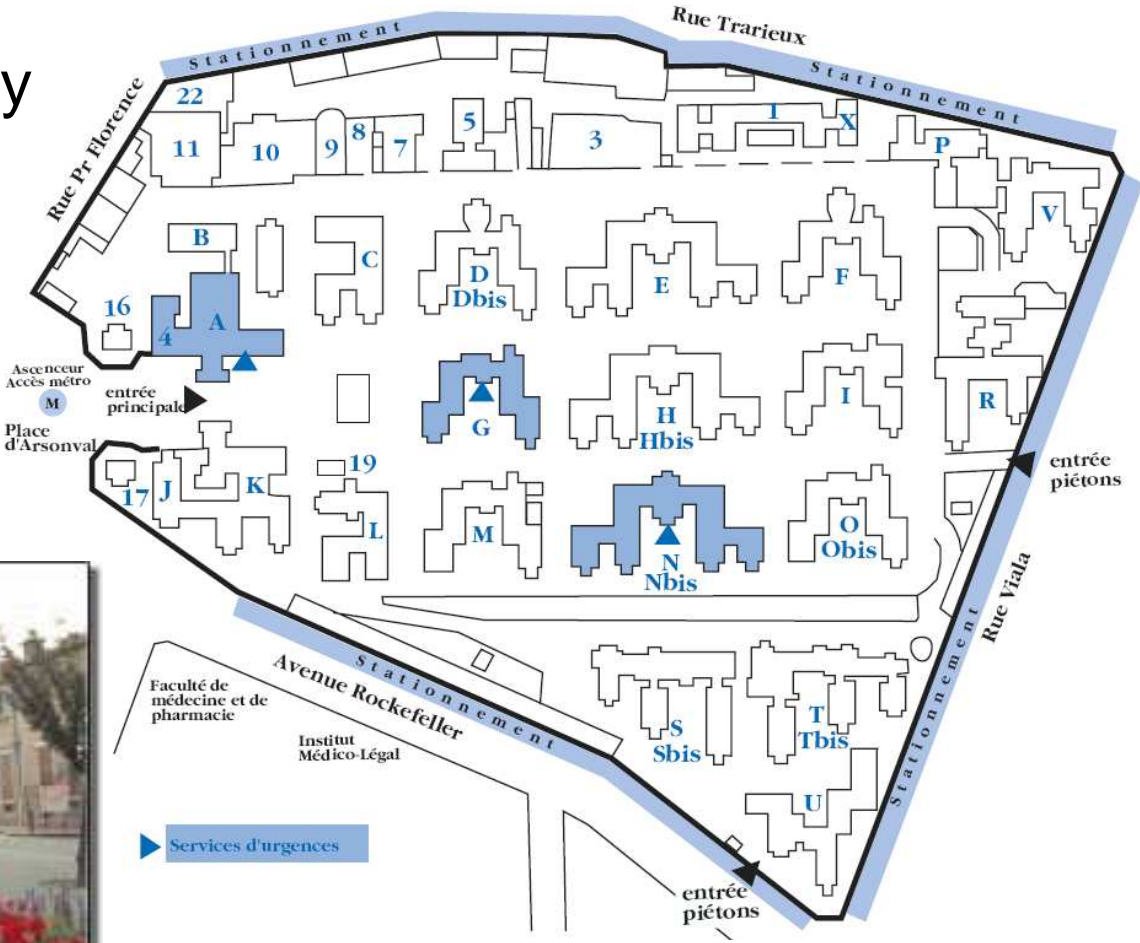 y
Rue Trarieux
Stationnement
Stationnement
Rue Pr Florence
22
11
10
9
8
7
5
3
1
X
P
V
B
C
D
Dbis
E
F
16
4
A
Ascenceur
Accès métro
M
entrée
principale
Place
d'Arsonval
G
H
Hbis
I
R
entrée
piétons
17
J
K
19
L
M
N
Nbis
O
Obis
Rue Viala
Stationnement
Avenue Rockefeller
Stationnement
Faculté de
médecine et de
pharmacie
Institut
Médico-Légal
S
Sbis
T
Tbis
U
Services d'urgences
entrée
piétons